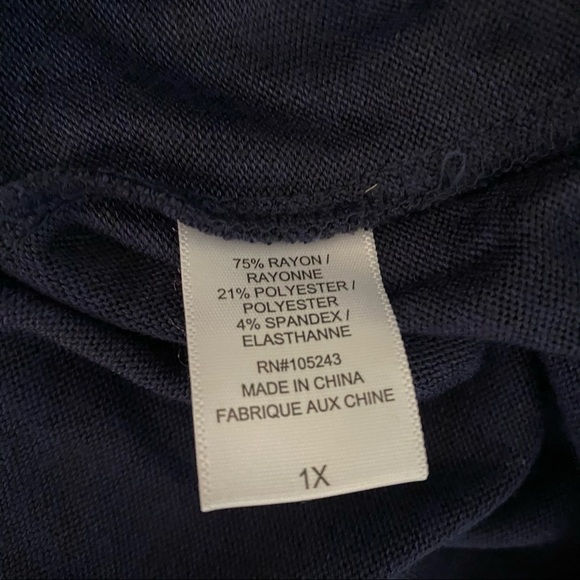 75% RAYON /
RAYONNE
21% POLYESTER /
POLYESTER
4% SPANDEX /
ELASTHANNE
RN#105243
MADE IN CHINA
FABRIQUE AUX CHINE
1X